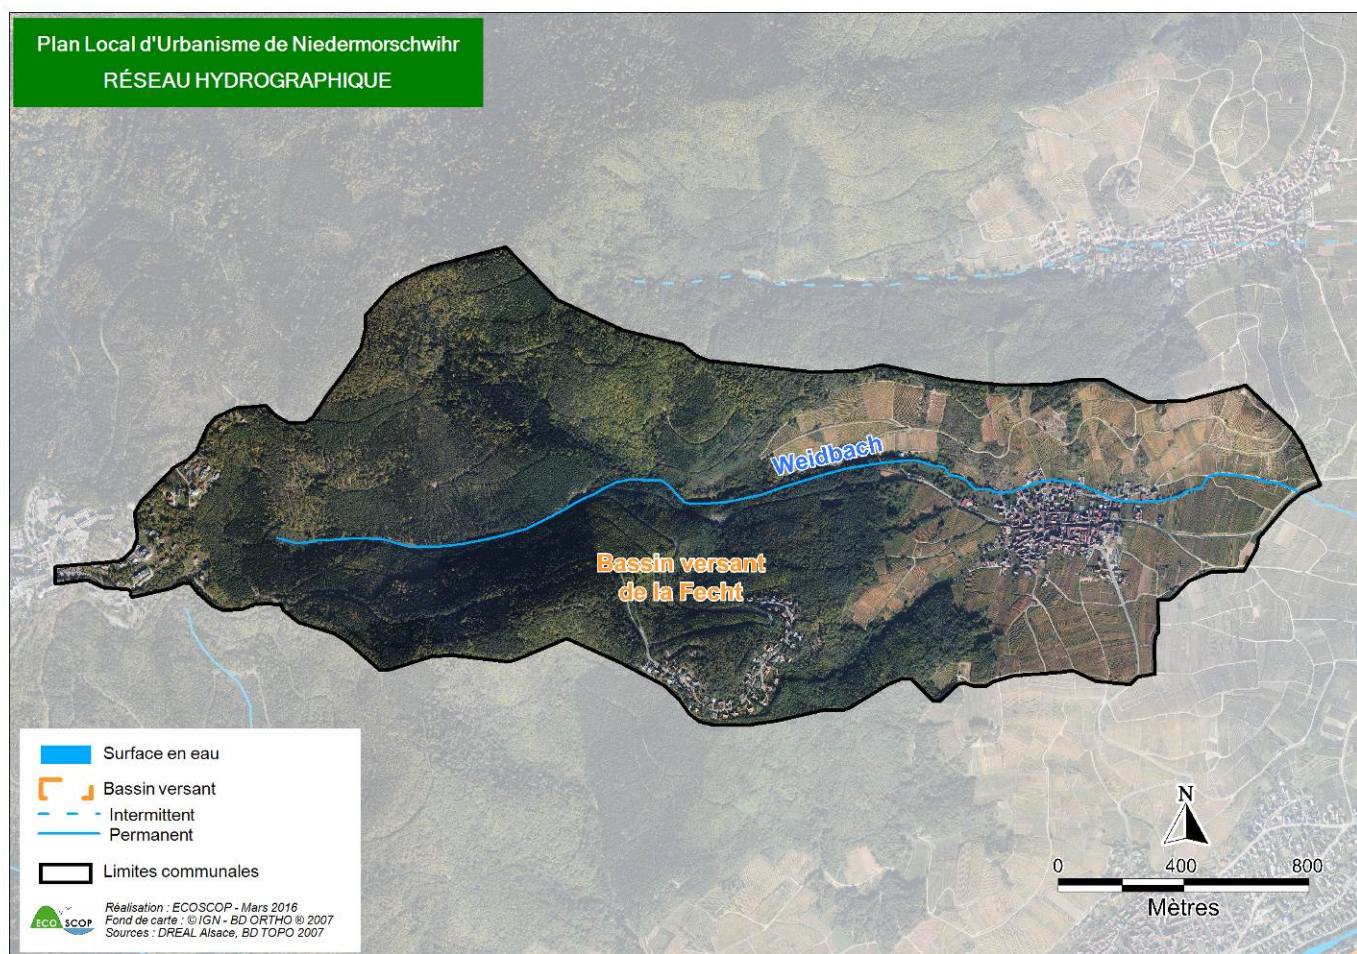 Plan Local d'Urbanisme de Niedermorschwihr
RÉSEAU HYDROGRAPHIQUE
Weidbach
Bassin versant
de la Fecht
Surface en eau
Bassin versant
Intermittent
Permanent
Limites communales
Réalisation : ECOSCOP - Mars 2016
Fond de carte : © IGN - BD ORTHO ® 2007
Sources : DREAL Alsace, BD TOPO 2007
ECO SCOP
N
0 400 800
Mètres